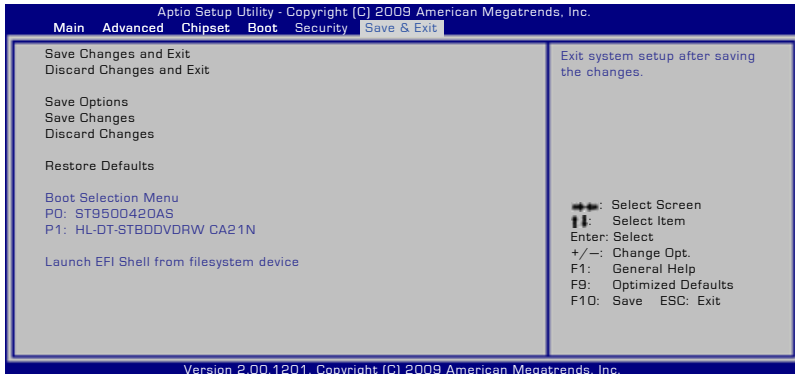 Aptio Setup Utility - Copyright (C) 2009 American Megatrends, Inc.
Main Advanced Chipset Boot Security Save & Exit
Save Changes and Exit
Discard Changes and Exit
Save Options
Save Changes
Discard Changes
Restore Defaults
Boot Selection Menu
P0: ST9500420AS
P1: HL-DT-STBDDVDRW CA21N
Launch EFI Shell from filesystem device
Exit system setup after saving
the changes.
→←: Select Screen
↑↓: Select Item
Enter: Select
+/—: Change Opt.
F1: General Help
F9: Optimized Defaults
F10: Save ESC: Exit
Version 2.00.1201. Copyright (C) 2009 American Megatrends, Inc.